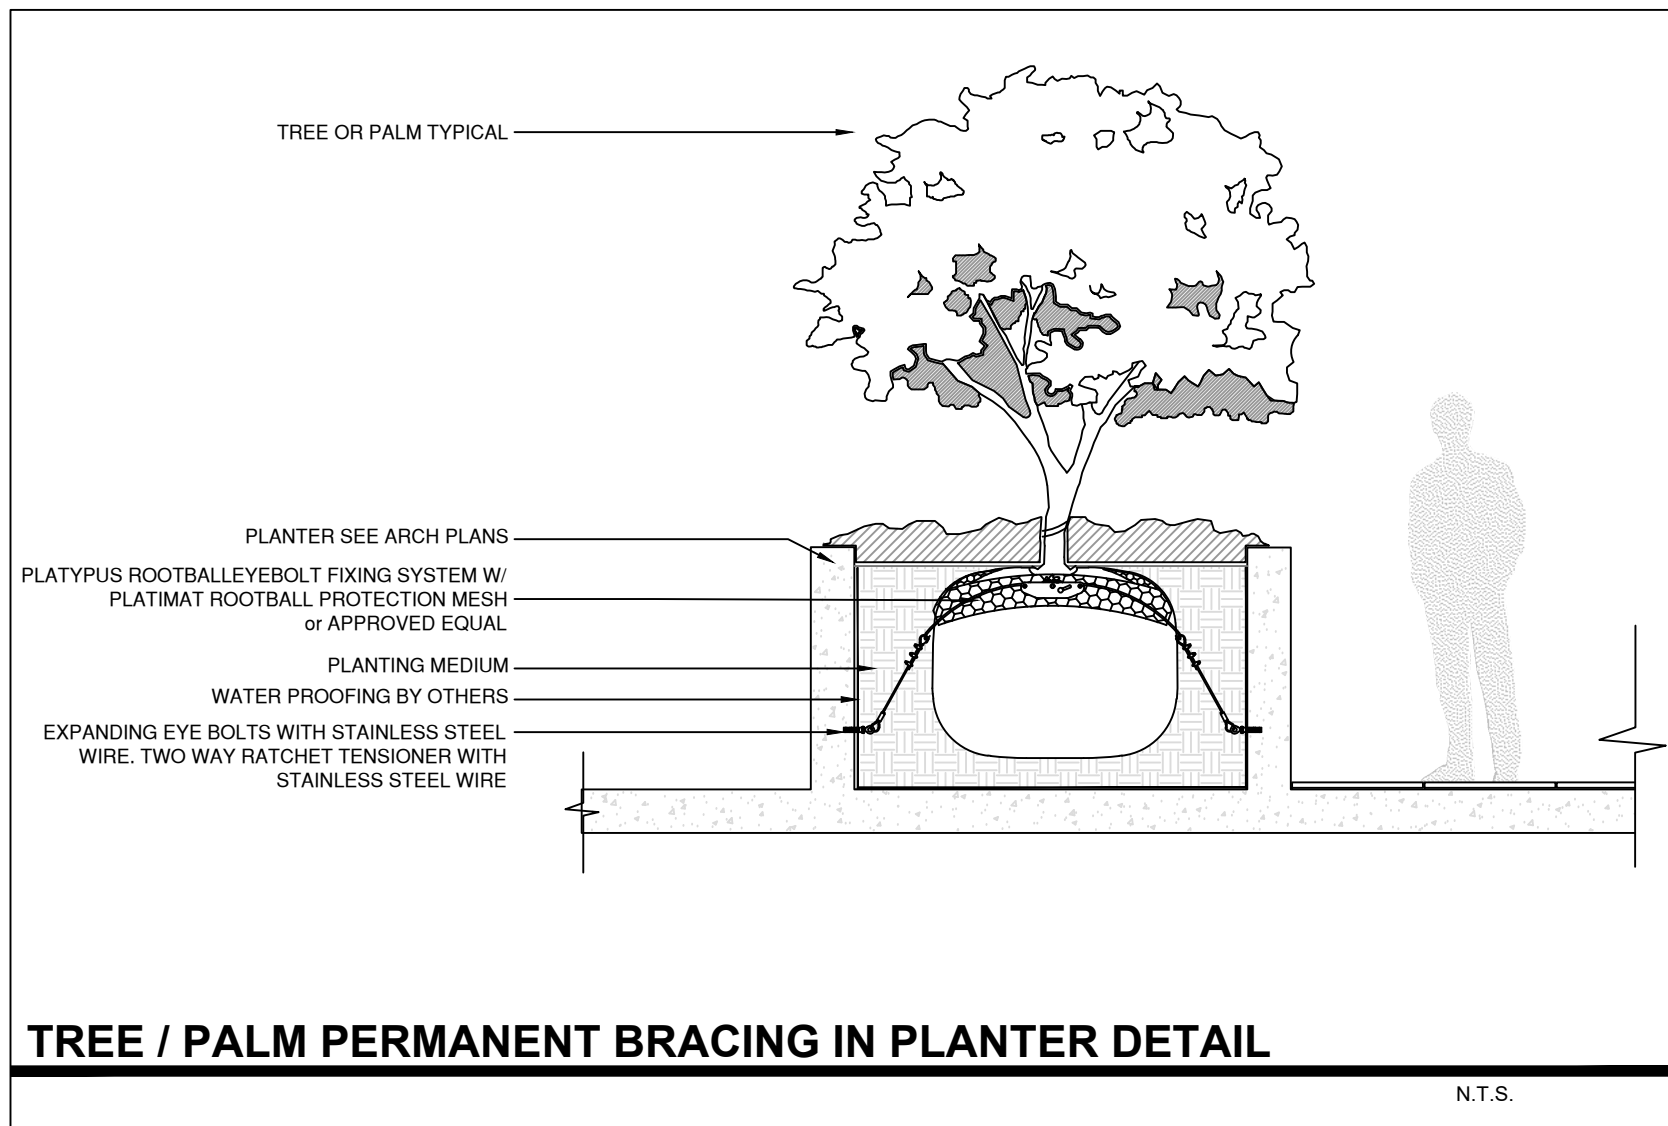 TREE OR PALM TYPICAL
PLANTER SEE ARCH PLANS
PLATYPUS ROOTBALLEYEBOLT FIXING SYSTEM W/
PLATIMAT ROOTBALL PROTECTION MESH
or APPROVED EQUAL
PLANTING MEDIUM
WATER PROOFING BY OTHERS
EXPANDING EYE BOLTS WITH STAINLESS STEEL
WIRE. TWO WAY RATCHET TENSIONER WITH
STAINLESS STEEL WIRE
TREE / PALM PERMANENT BRACING IN PLANTER DETAIL
N.T.S.